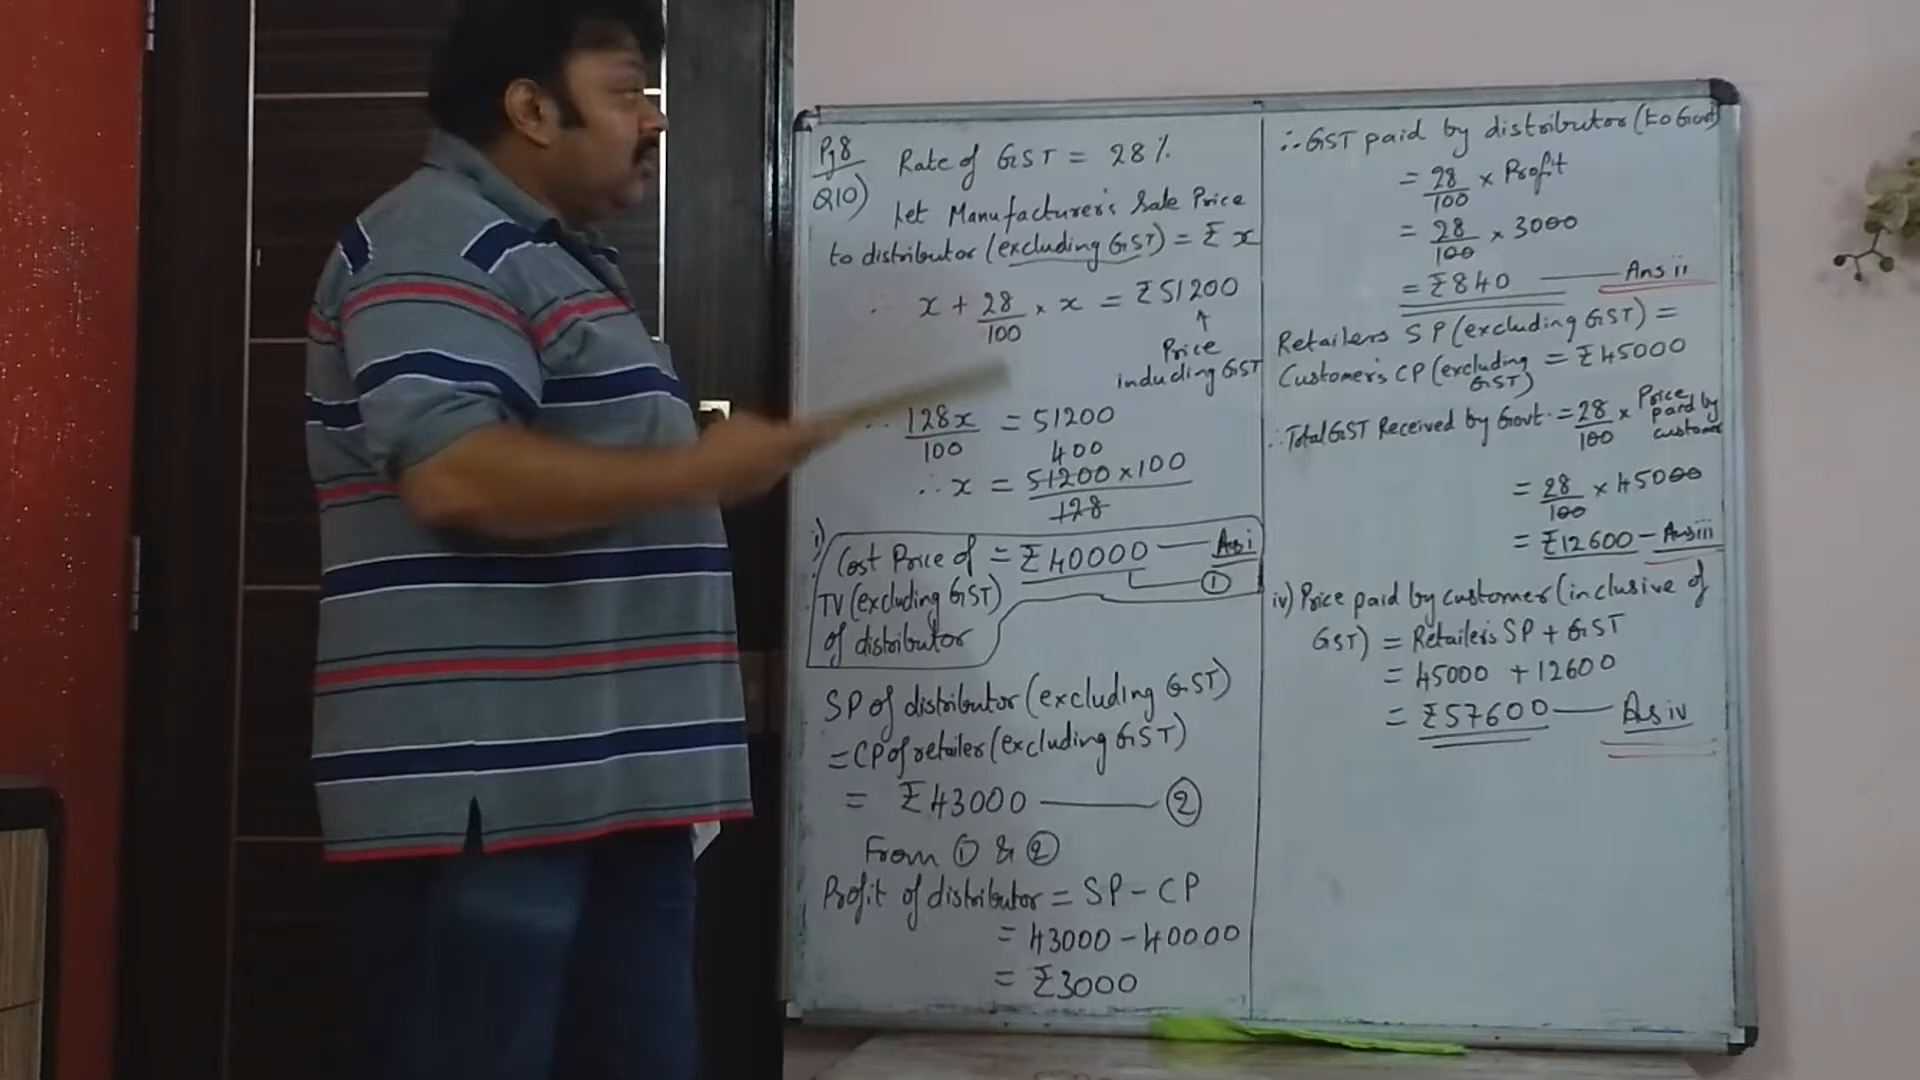 Pg8
Q10) Rate of GST = 28%
Let Manufacturer's Sale Price
to distributor (excluding GST) = ₹ x
∴ x + 28/100 × x = ₹51200
↑
Price
including GST
∴ 128x/100 = 51200
400
∴ x = 51200×100/128
i) Cost Price of = ₹40000 — Ans i
TV (excluding GST) ①
of distributor
SP of distributor (excluding GST)
= CP of retailer (excluding GST)
= ₹43000 — ②
From ① & ②
Profit of distributor = SP - CP
= 43000 - 40000
= ₹3000
∴ GST paid by distributor (to Govt)
= 28/100 × Profit
= 28/100 × 3000
= ₹840 — Ans ii
Retailers SP (excluding GST) =
Customer's CP (excluding GST) = ₹45000
∴ Total GST Received by Govt. = 28/100 × Price paid by customer
= 28/100 × 45000
= ₹12600 - Ans iii
iv) Price paid by customer (inclusive of
GST) = Retailer's SP + GST
= 45000 + 12600
= ₹57600 — Ans iv